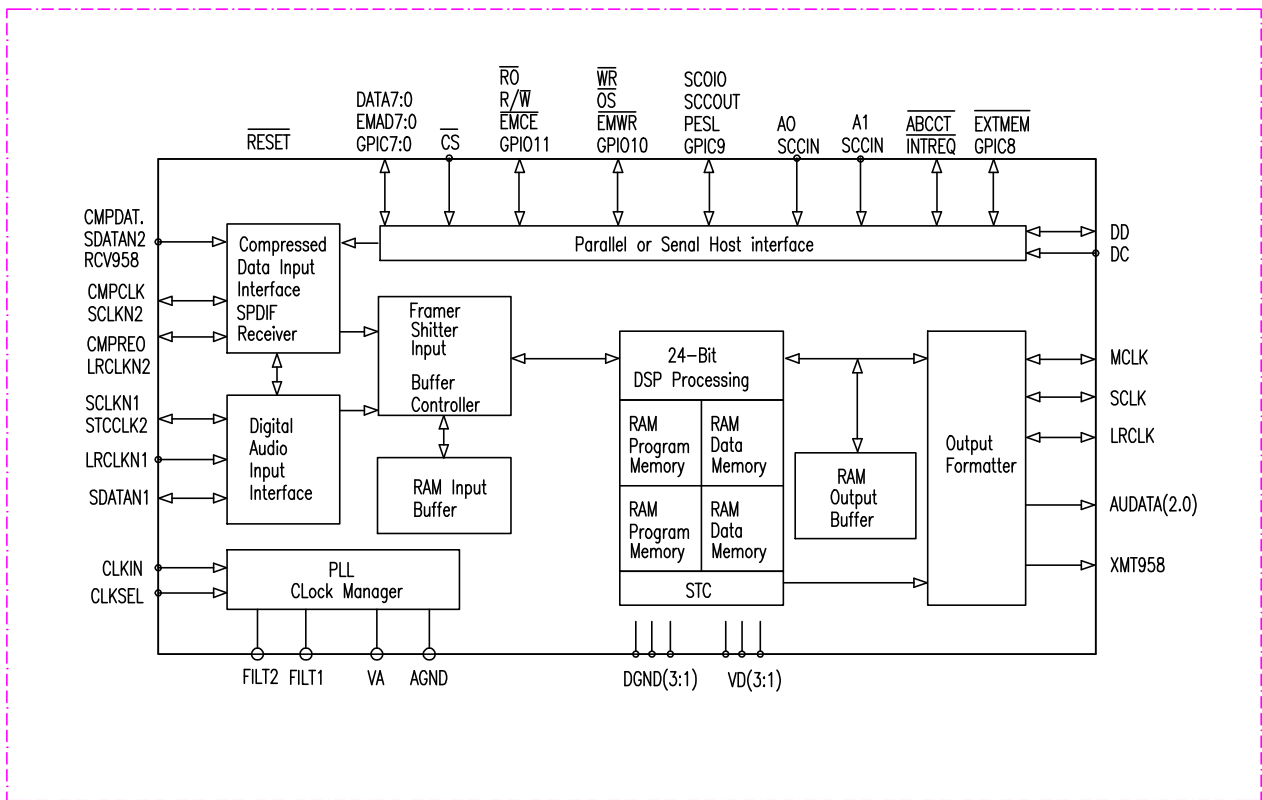 RESET
DATA7:0
EMAD7:0
GPIC7:0
CS
RO
R/W
EMCE
GPIO11
WR
OS
EMWR
GPIO10
SCOIO
SCCOUT
PESL
GPIC9
A0
SCCIN
A1
SCCIN
ABCCT
INTREQ
EXTMEM
GPIC8
CMPDAT.
SDATAN2
RCV958
CMPCLK
SCLKN2
CMPREO
LRCLKN2
SCLKN1
STCCLK2
LRCLKN1
SDATAN1
CLKIN
CLKSEL
Compressed
Data Input
Interface
SPDIF
Receiver
Parallel or Senal Host interface
DD
DC
Framer
Shitter
Input
Buffer
Controller
Digital
Audio
Input
Interface
RAM Input
Buffer
24-Bit
DSP Processing
RAM
Program
Memory
RAM
Data
Memory
RAM
Program
Memory
RAM
Data
Memory
STC
RAM
Output
Buffer
Output
Formatter
MCLK
SCLK
LRCLK
AUDATA(2.0)
XMT958
PLL
CLock Manager
FILT2
FILT1
VA
AGND
DGND(3:1)
VD(3:1)